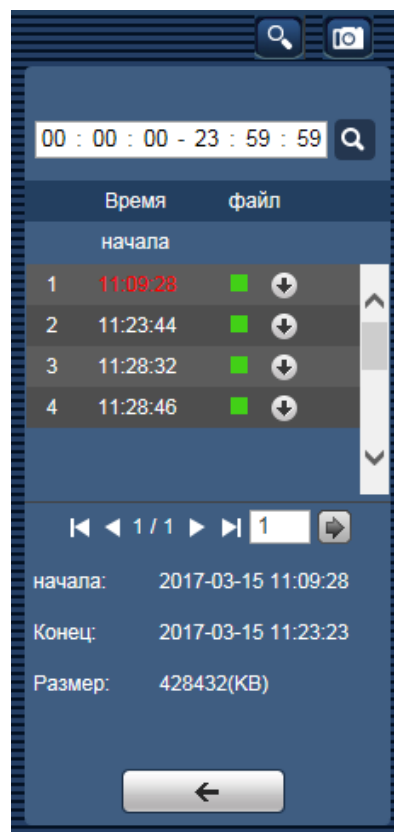 00 : 00 : 00 - 23 : 59 : 59
Время файл
начала
1 11:09:28
2 11:23:44
3 11:28:32
4 11:28:46
1 / 1 1
начала: 2017-03-15 11:09:28
Конец: 2017-03-15 11:23:23
Размер: 428432(KB)